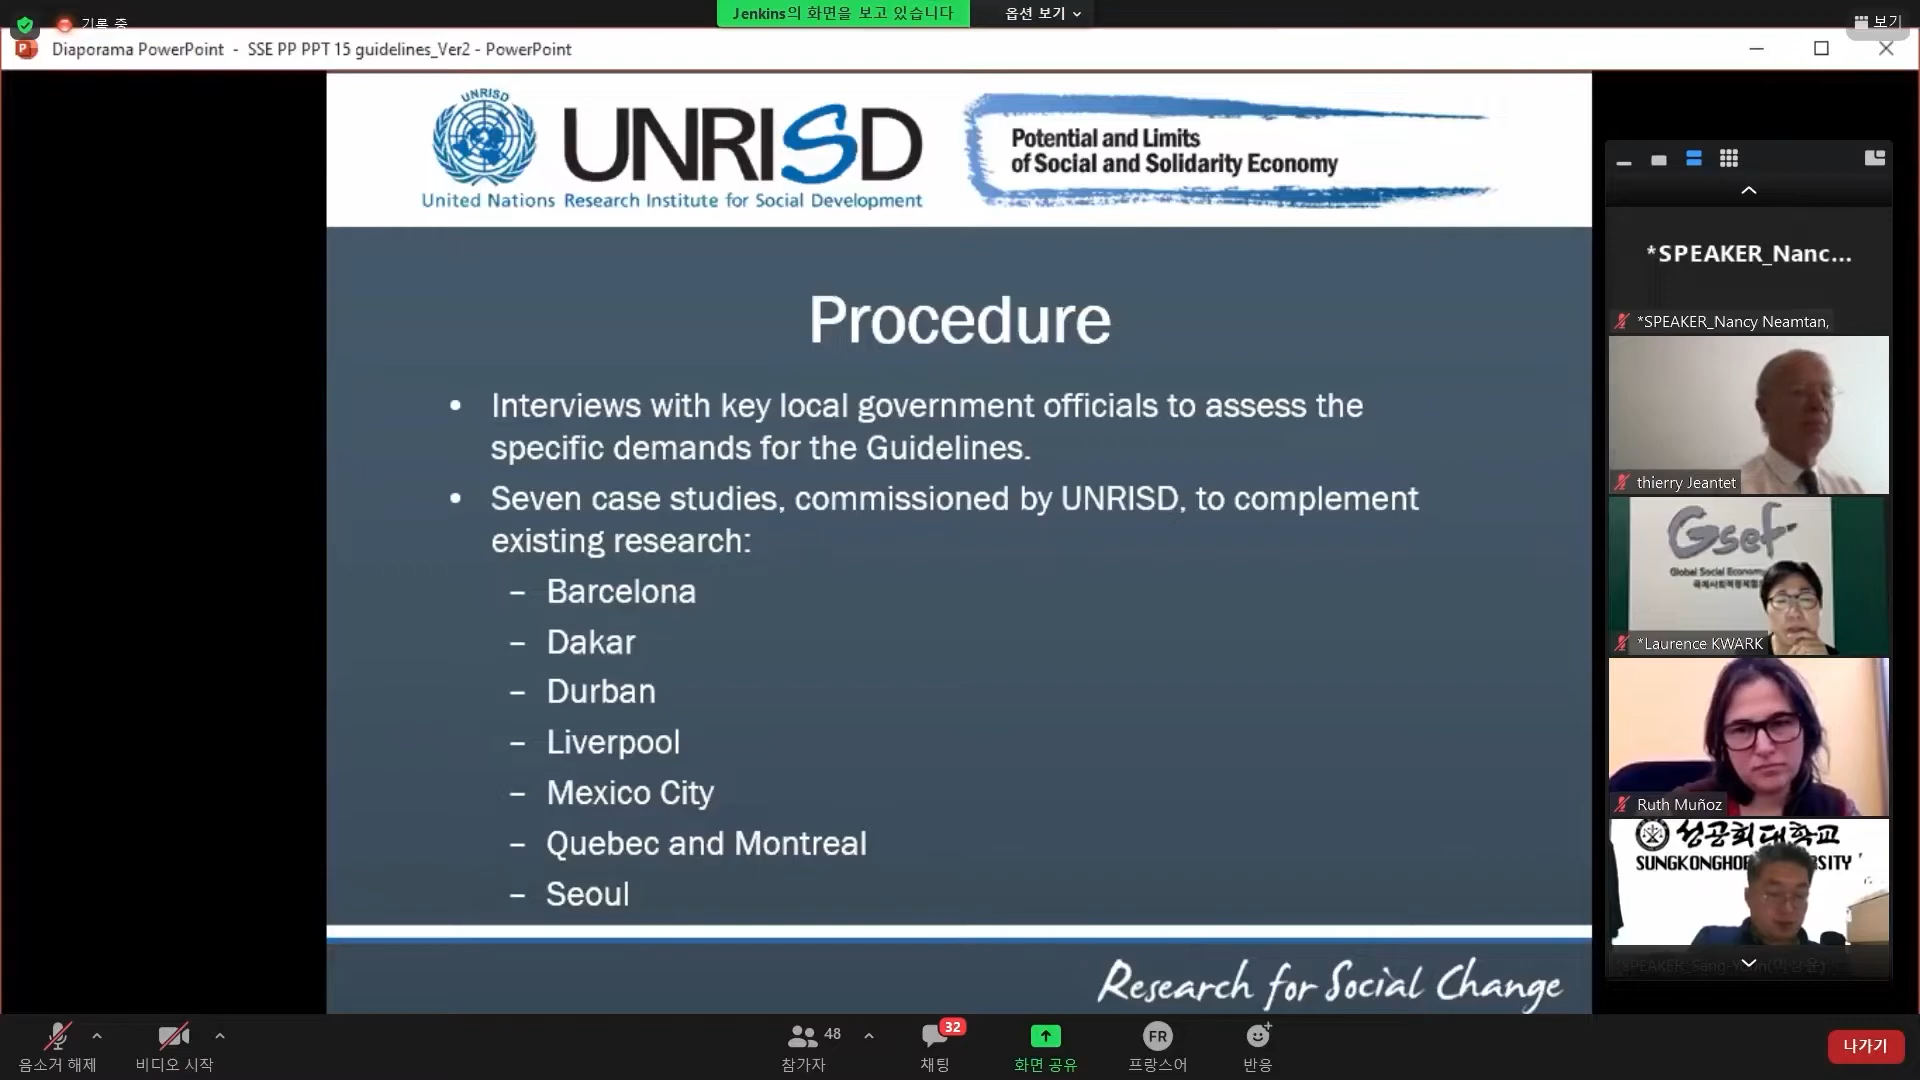 기록 중
Jenkins의 화면을 보고 있습니다
옵션 보기
보기
Diaporama PowerPoint - SSE PP PPT 15 guidelines_Ver2 - PowerPoint
UNRISD
UNRISD
United Nations Research Institute for Social Development
Potential and Limits
of Social and Solidarity Economy
Procedure
• Interviews with key local government officials to assess the
specific demands for the Guidelines.
• Seven case studies, commissioned by UNRISD, to complement
existing research:
– Barcelona
– Dakar
– Durban
– Liverpool
– Mexico City
– Quebec and Montreal
– Seoul
Research for Social Change
*SPEAKER_Nanc...
*SPEAKER_Nancy Neamtan,
thierry Jeantet
Gsef
Global Social Econom
*Laurence KWARK
Ruth Muñoz
성공회대학교
SUNGKONGHOE
음소거 해제
비디오 시작
48
참가자
32
채팅
화면 공유
FR
프랑스어
반응
나가기